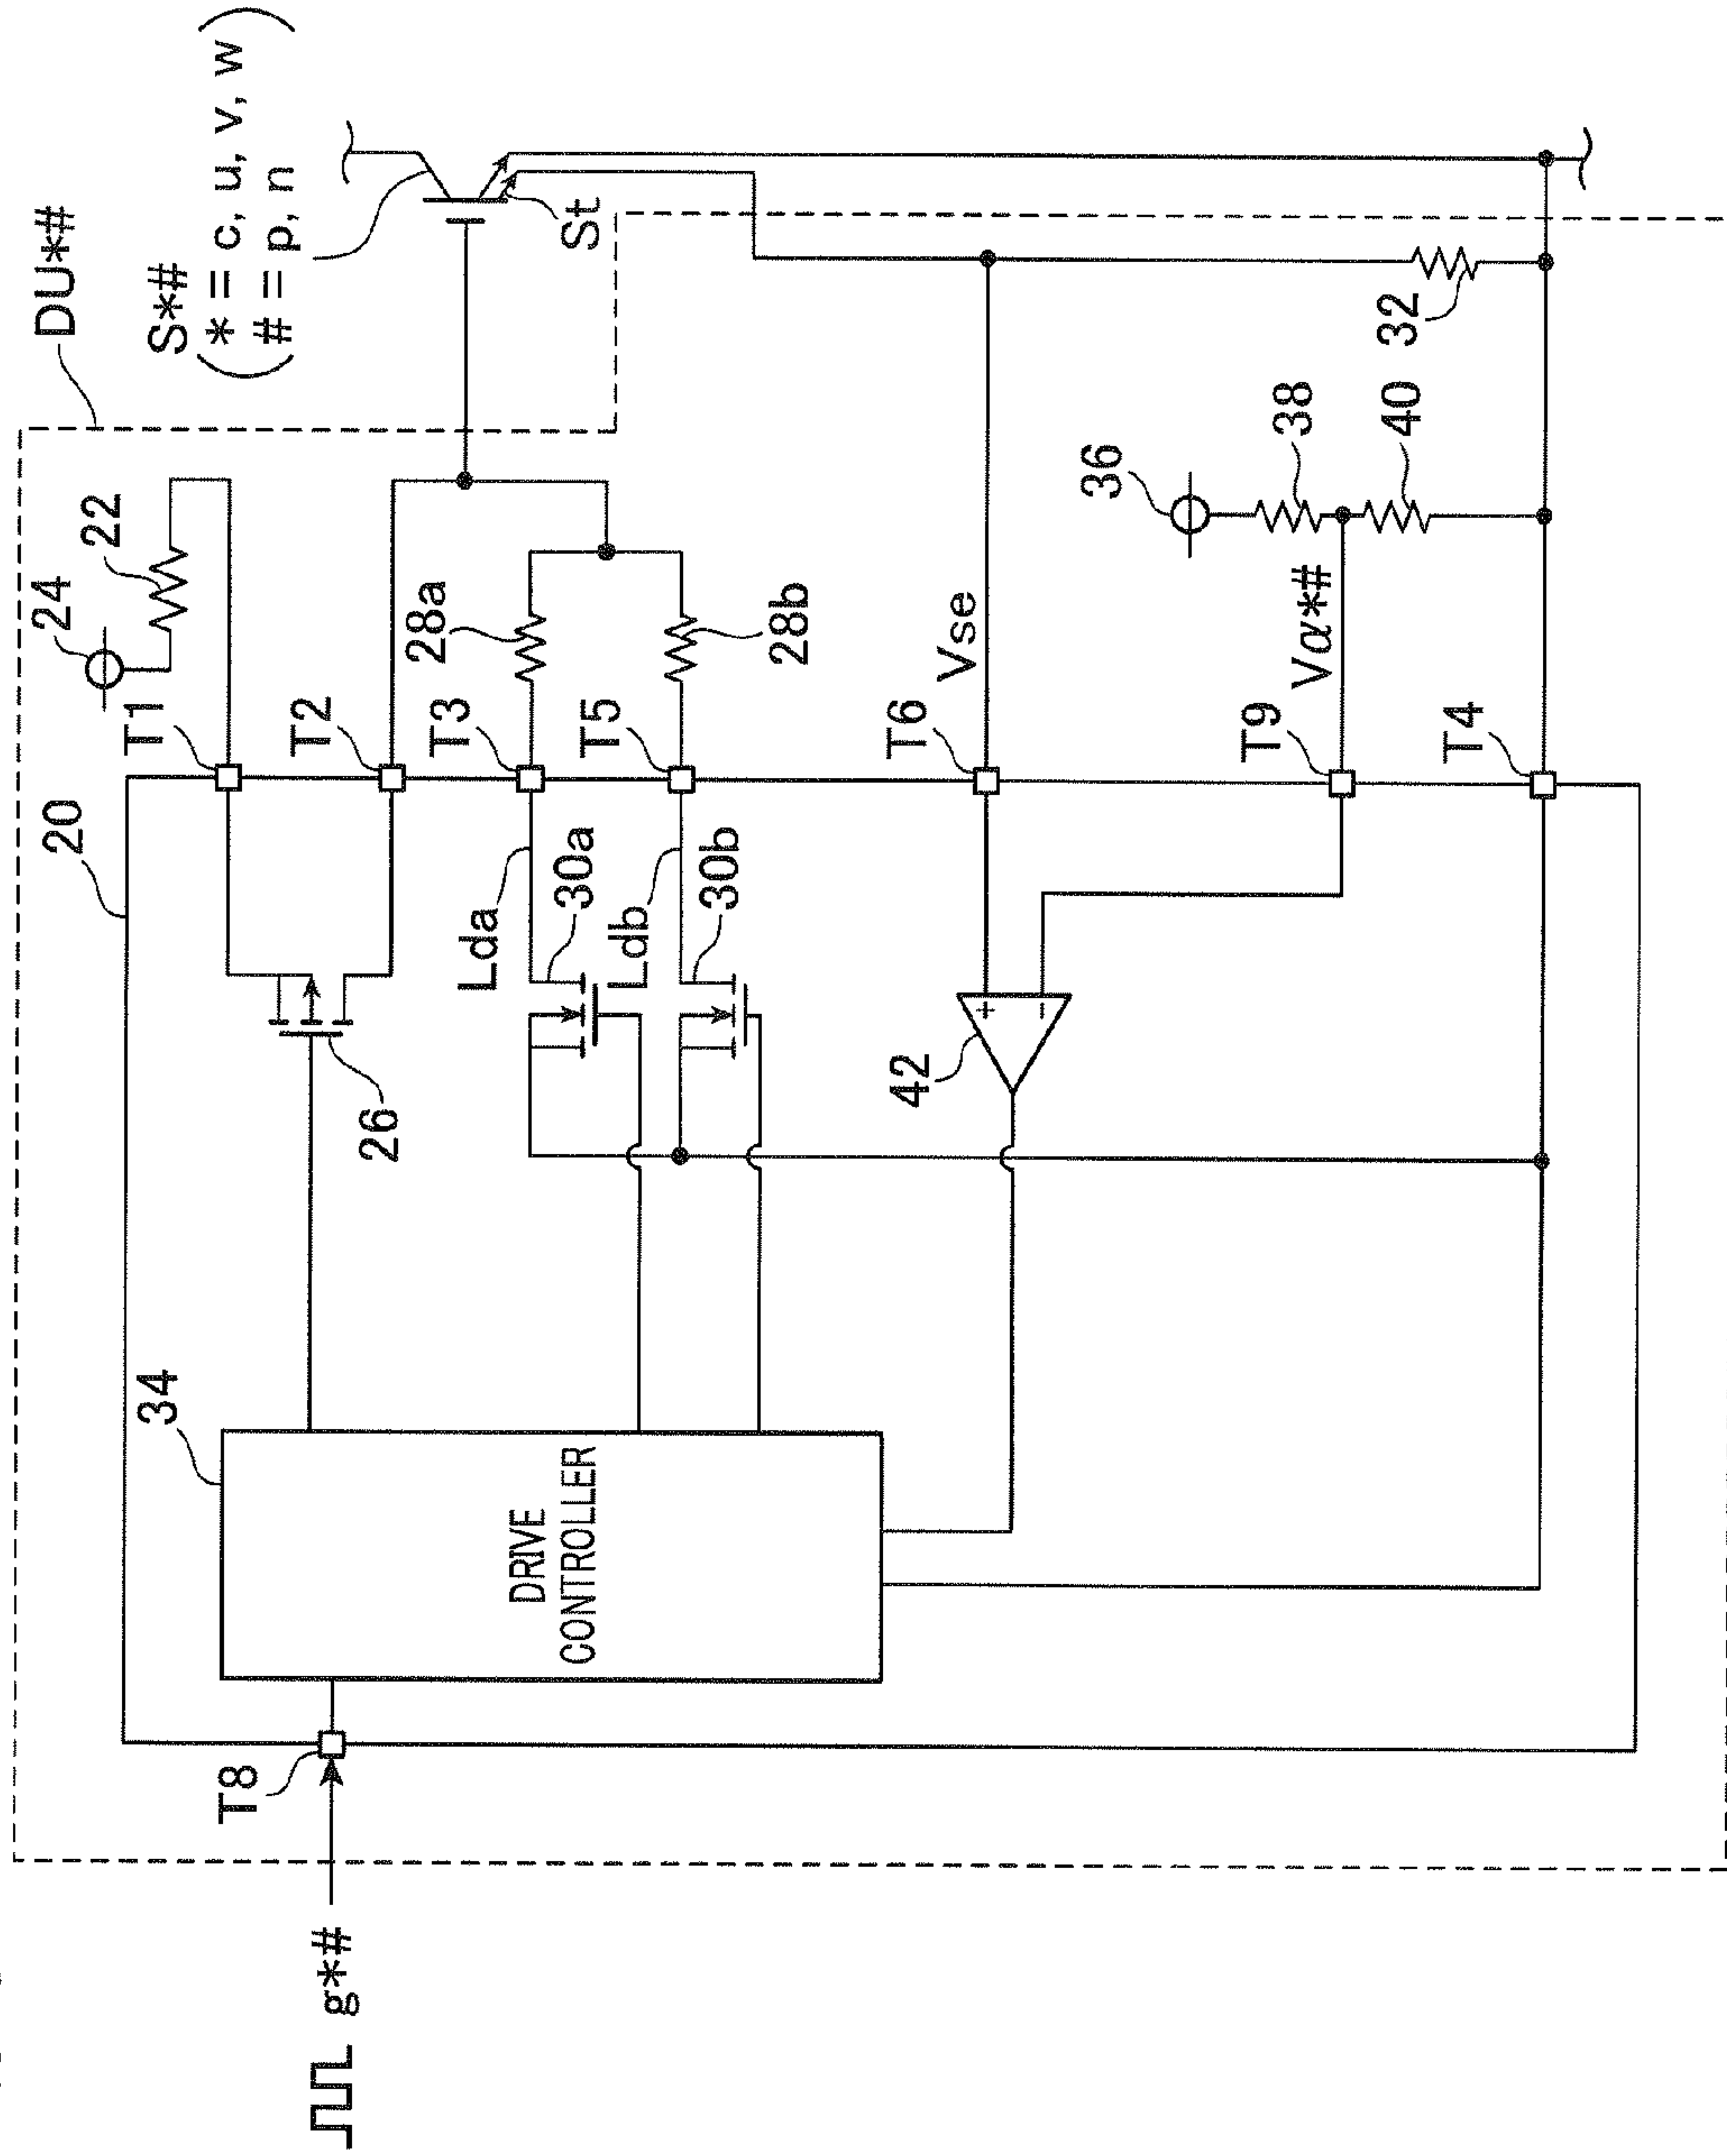 DU*#
S*#
( * = c, u, v, w )
( # = p, n )
24
22
20
T1
T2
28a
T3
T5
28b
Lda
30a
Ldb
30b
26
34
DRIVE
CONTROLLER
St
Vse
T6
42
36
38
40
32
Vα*#
T9
T4
T8
g*#
+
−